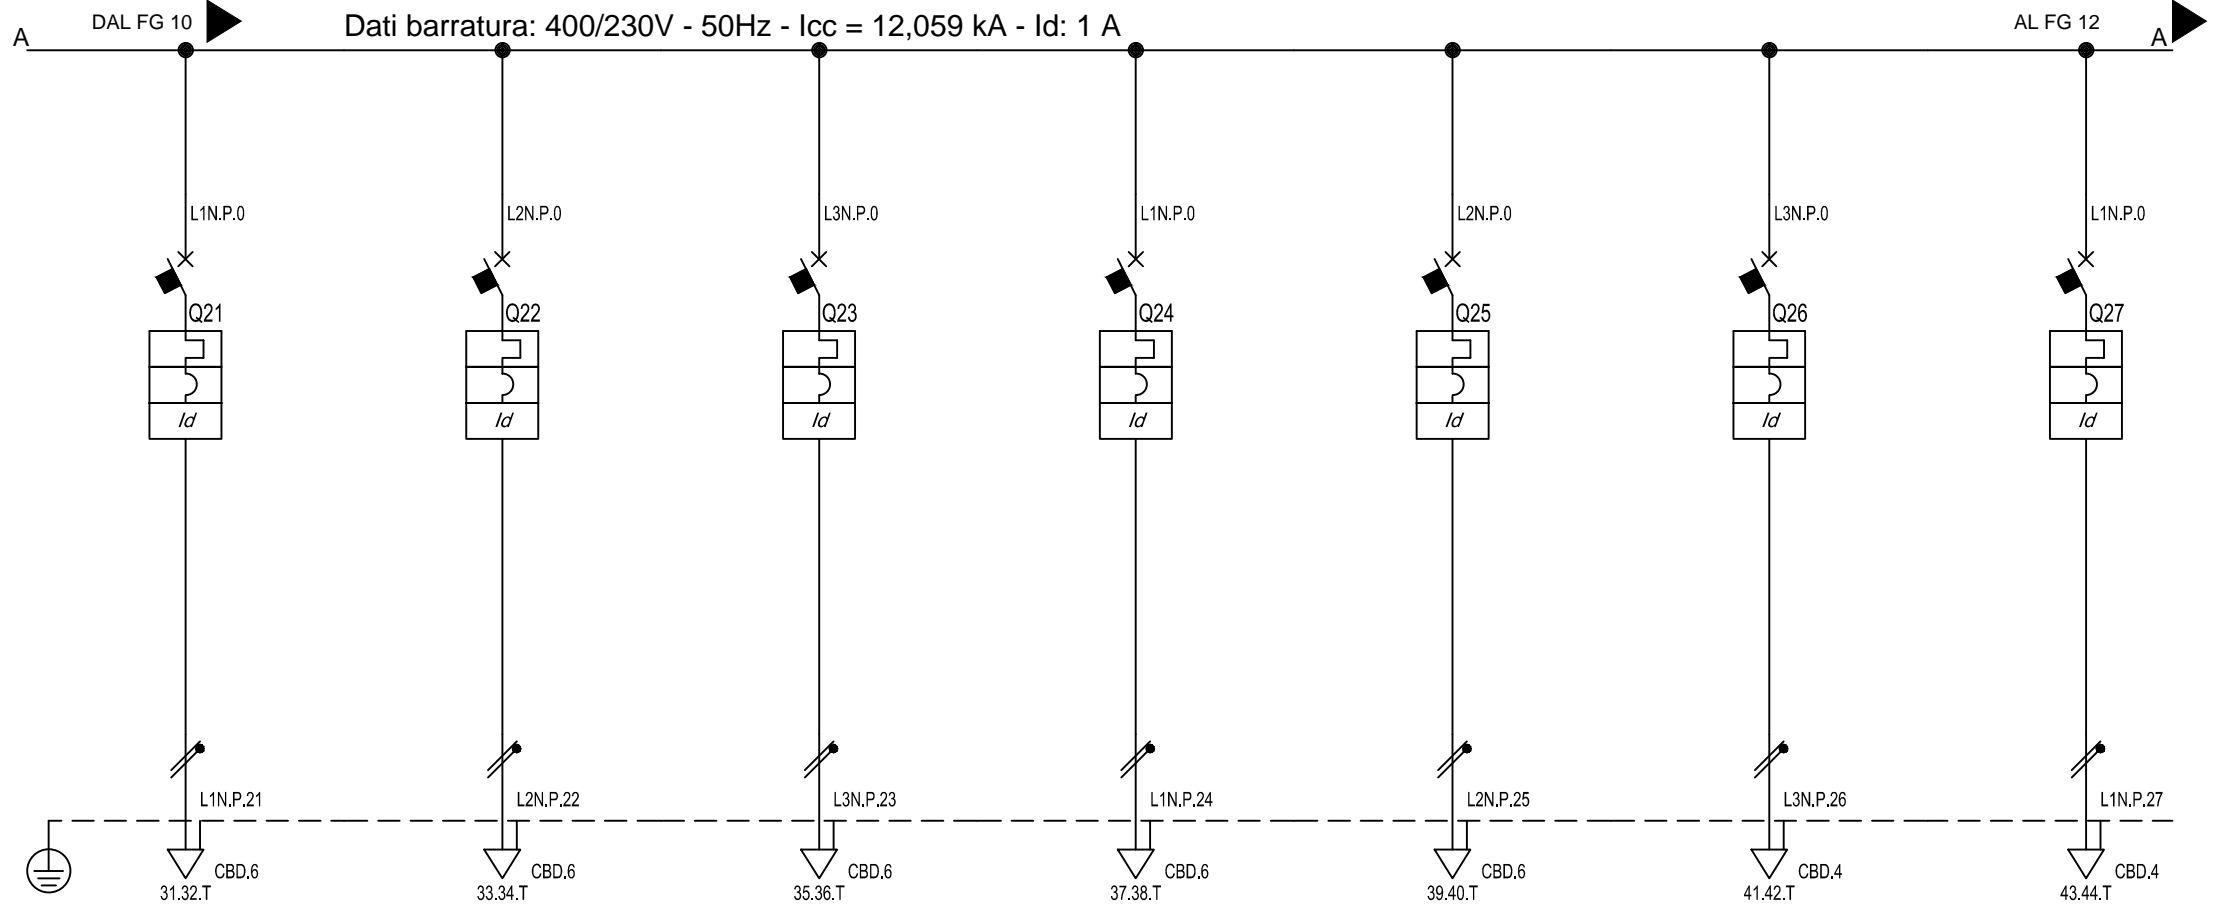 DAL FG 10
Dati barratura: 400/230V - 50Hz - Icc = 12,059 kA - Id: 1 A
AL FG 12
A
A
L1N.P.0
L2N.P.0
L3N.P.0
L1N.P.0
L2N.P.0
L3N.P.0
L1N.P.0
Q21
Q22
Q23
Q24
Q25
Q26
Q27
Id
Id
Id
Id
Id
Id
Id
L1N.P.21
L2N.P.22
L3N.P.23
L1N.P.24
L2N.P.25
L3N.P.26
L1N.P.27
CBD.6
CBD.6
CBD.6
CBD.6
CBD.6
CBD.4
CBD.4
31.32.T
33.34.T
35.36.T
37.38.T
39.40.T
41.42.T
43.44.T